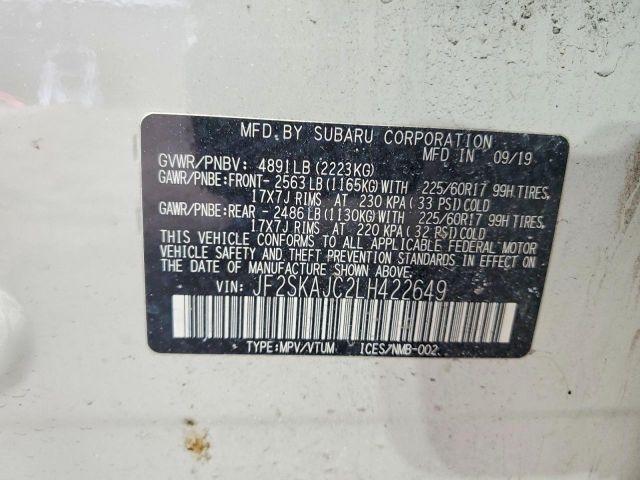 MFD.BY SUBARU CORPORATION
GVWR/PNBV: 4891LB(2223KG) MFD.IN 09/19
GAWR/PNBE:FRONT- 2563LB(1165KG)WITH 225/60R17 99H TIRES,
17X7J RIMS AT 230 KPA( 33 PSI)COLD
GAWR/PNBE:REAR - 2486LB(1130KG)WITH 225/60R17 99H TIRES,
17X7J RIMS AT 220 KPA( 32 PSI)COLD
THIS VEHICLE CONFORMS TO ALL APPLICABLE FEDERAL MOTOR
VEHICLE SAFETY AND THEFT PREVENTION STANDARDS IN EFFECT ON
THE DATE OF MANUFACTURE SHOWN ABOVE.
VIN: JF2SKAJC2LH422649
TYPE:MPV/VTUM ICES/NMB-002